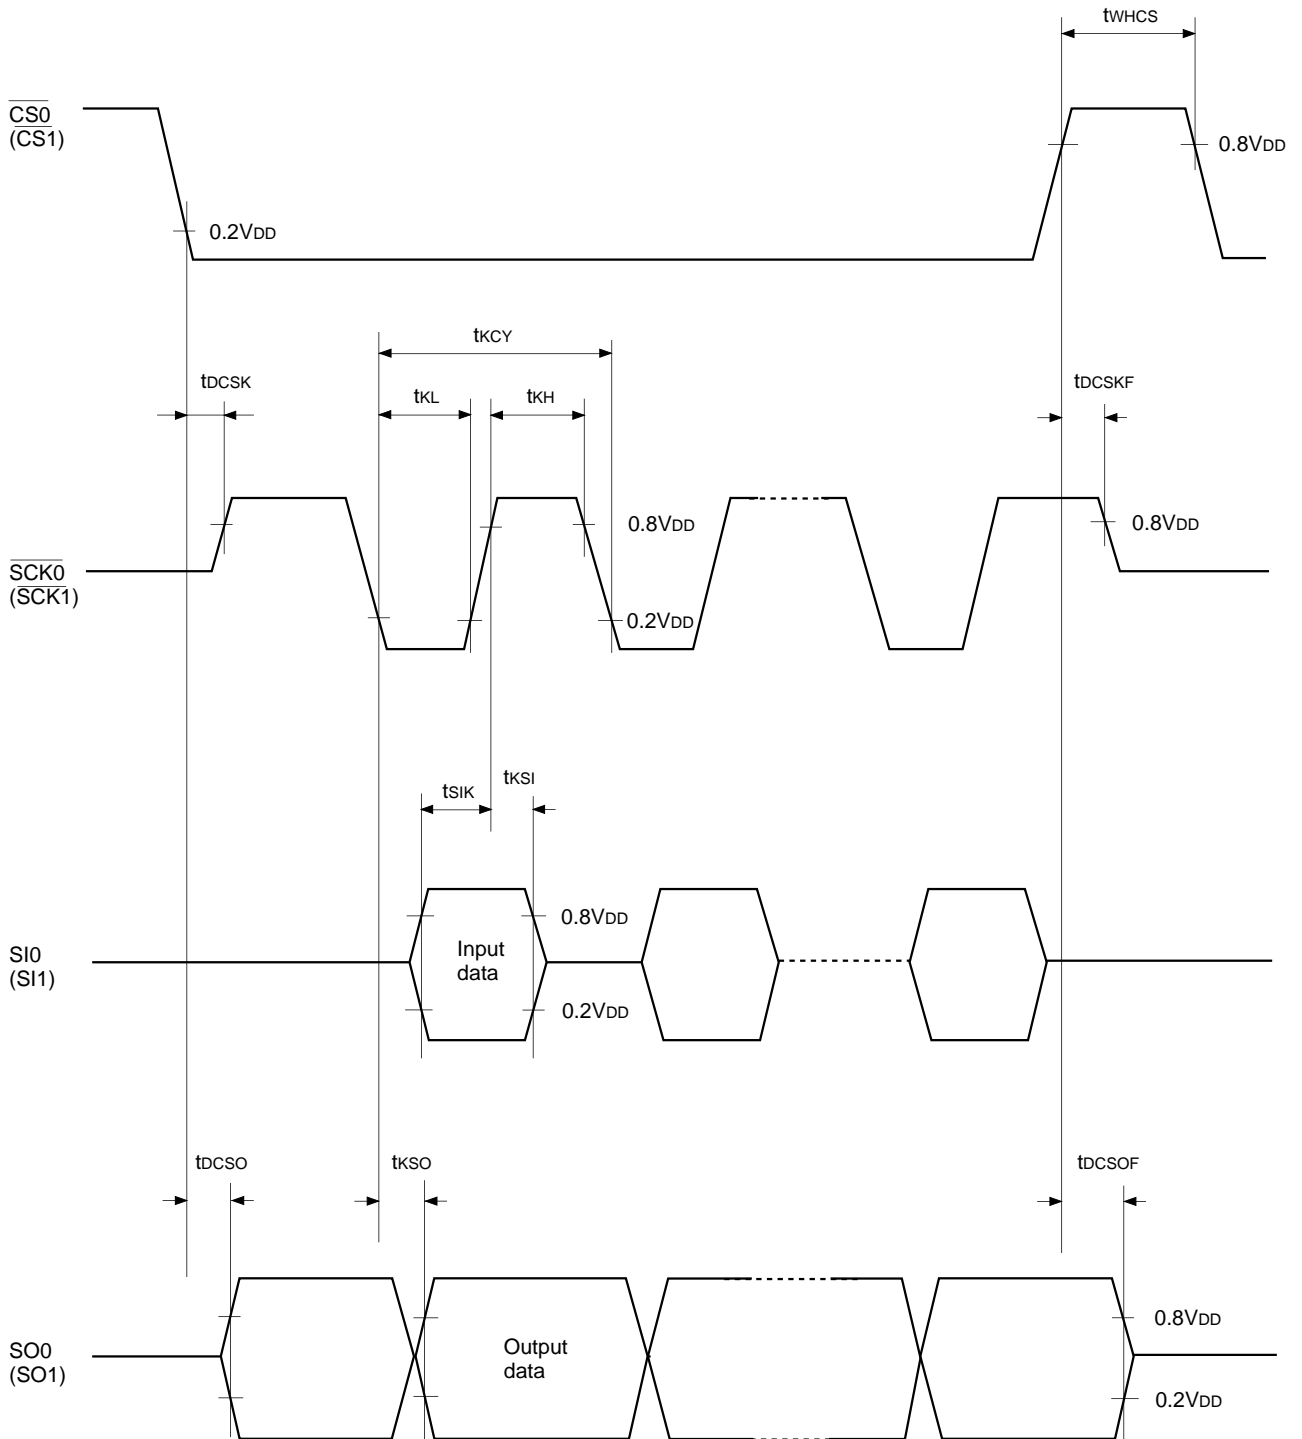 tWHCS
CS0
(CS1)
0.8VDD
0.2VDD
tKCY
tDCSK
tKL
tKH
tDCSKF
0.8VDD
0.8VDD
SCK0
(SCK1)
0.2VDD
tSIK
tKSI
0.8VDD
SI0
(SI1)
Input
data
0.2VDD
tDCSO
tKSO
tDCSOF
0.8VDD
SO0
(SO1)
Output
data
0.2VDD